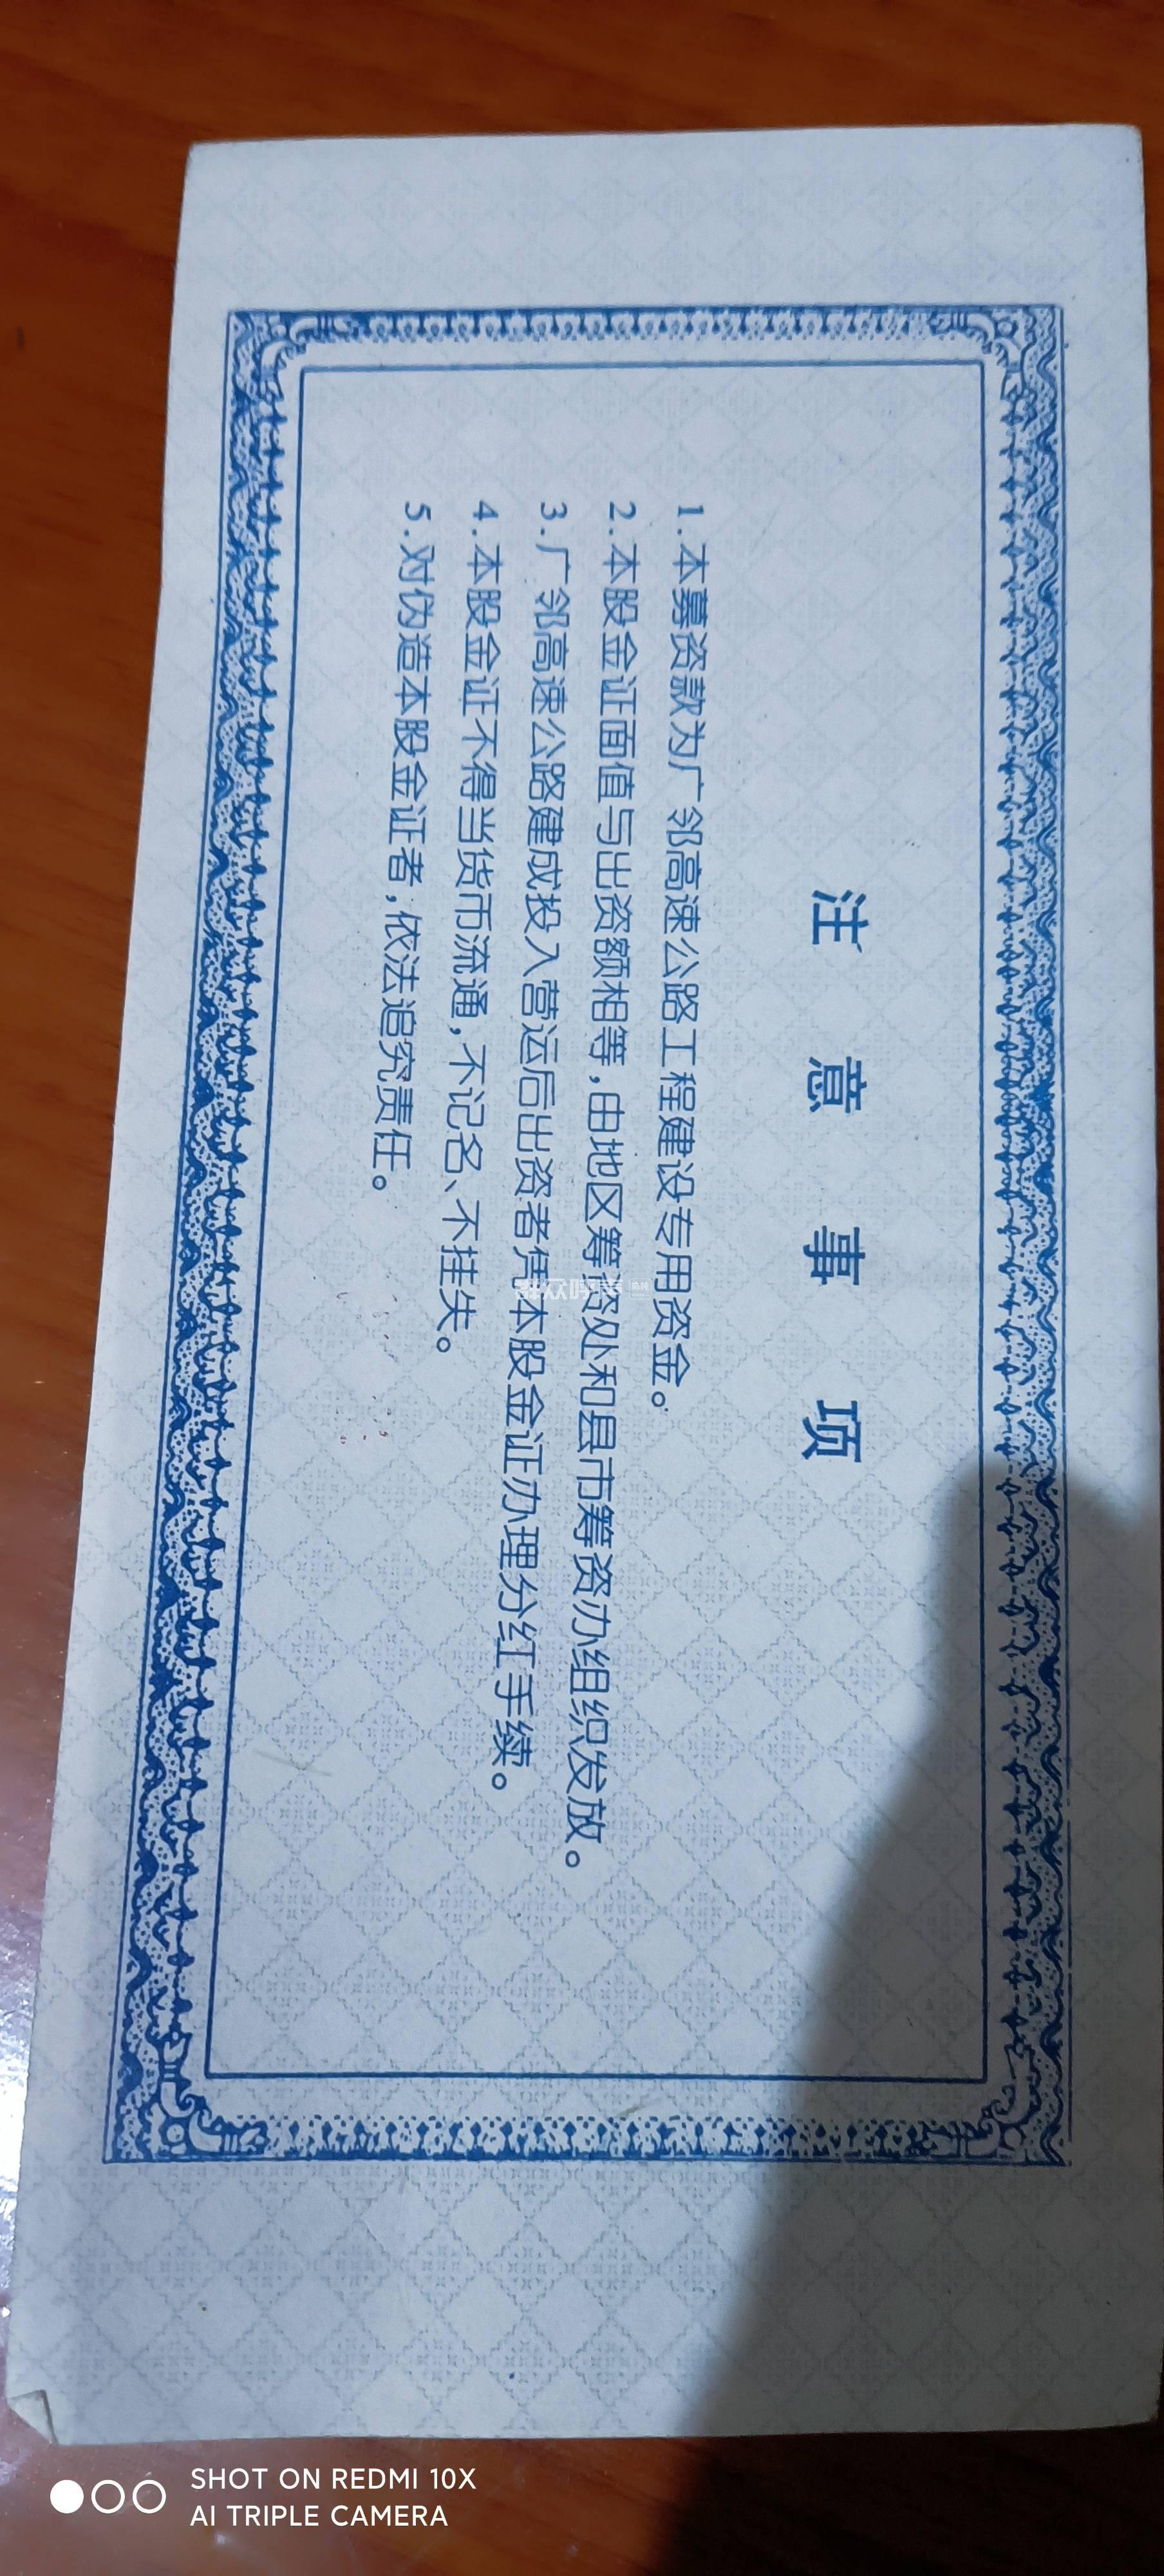 注意事项
1.本募资款为广邻高速公路工程建设专用资金。
2.本股金证面值与出资额相等,由地区筹资处和县市筹资办组织发放。
3.广邻高速公路建成投入营运后出资者凭本股金证办理分红手续。
4.本股金证不得当货币流通,不记名、不挂失。
5.对伪造本股金证者,依法追究责任。
群众呼声
SHOT ON REDMI 10X
AI TRIPLE CAMERA